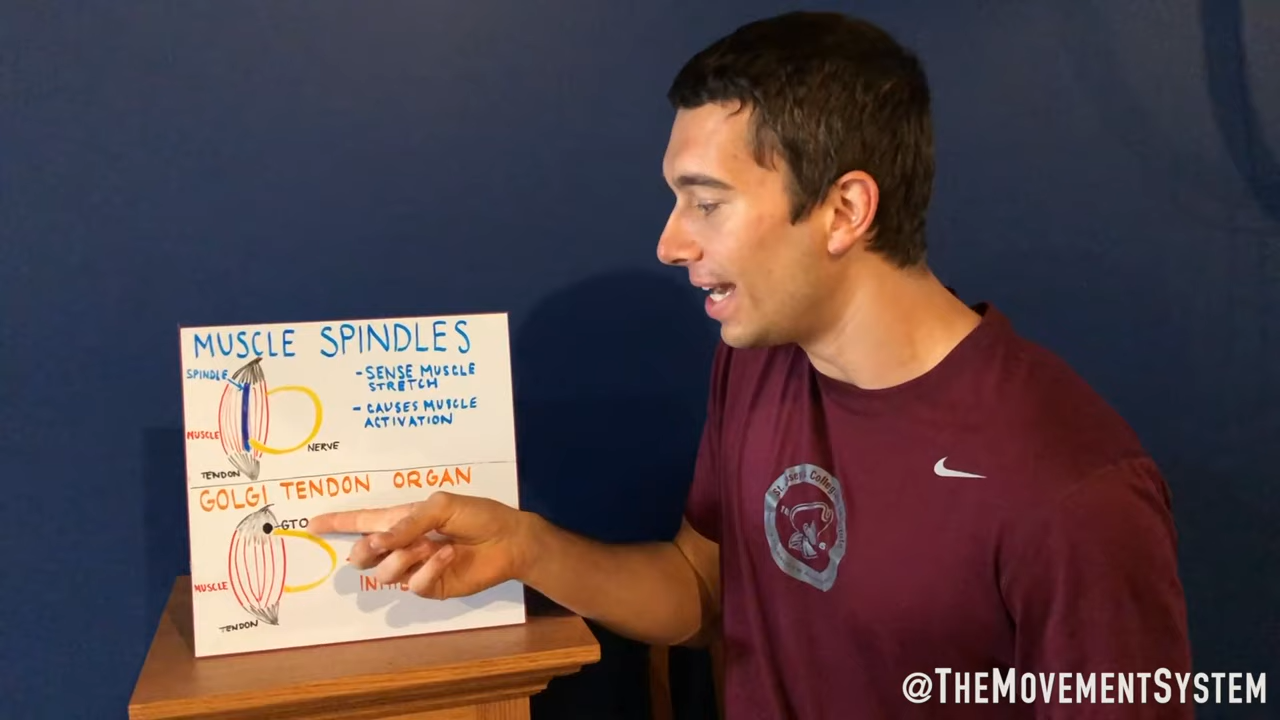 MUSCLE SPINDLES
SPINDLE
- SENSE MUSCLE
STRETCH
- CAUSES MUSCLE
ACTIVATION
MUSCLE
NERVE
TENDON
GOLGI TENDON ORGAN
GTO
MUSCLE
TENDON
@THEMOVEMENTSYSTEM